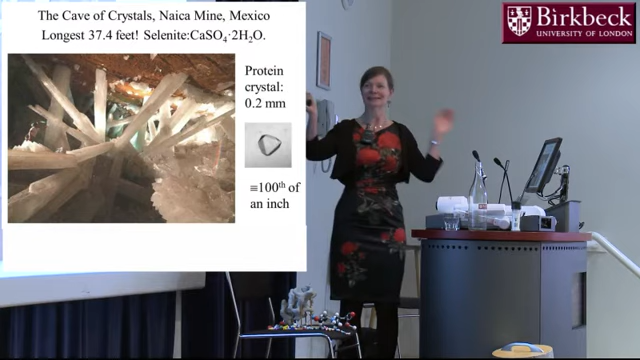 The Cave of Crystals, Naica Mine, Mexico
Longest 37.4 feet! Selenite:CaSO₄·2H₂O.
Protein
crystal:
0.2 mm
≡100ᵗʰ of
an inch
Birkbeck
UNIVERSITY OF LONDON